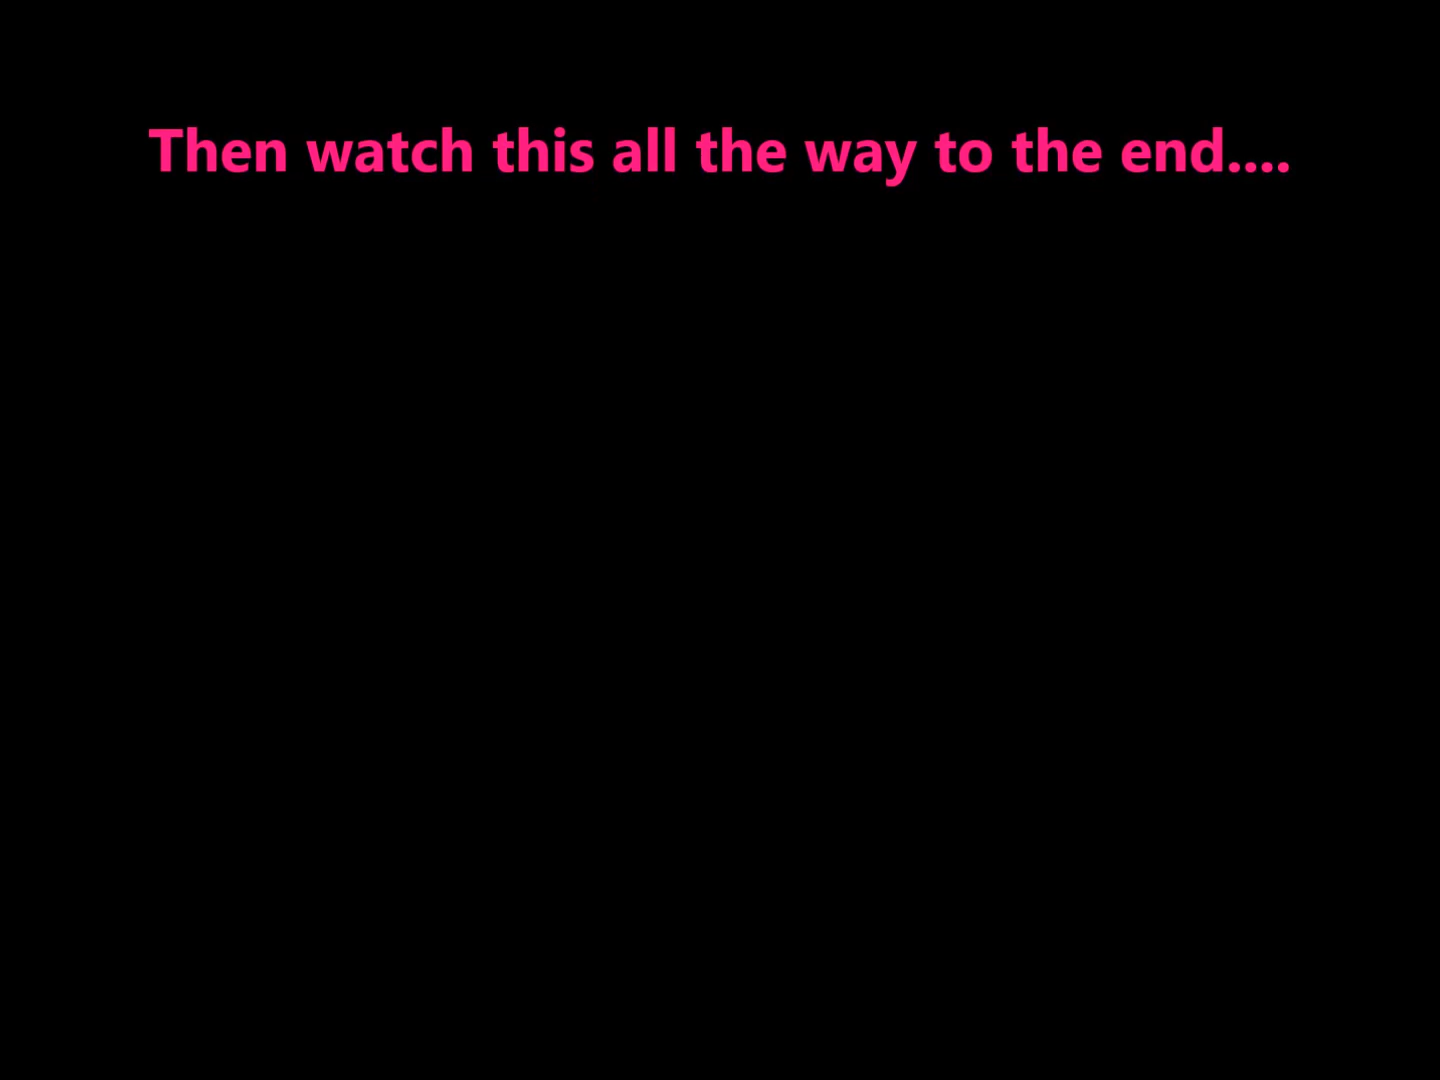 Then watch this all the way to the end....